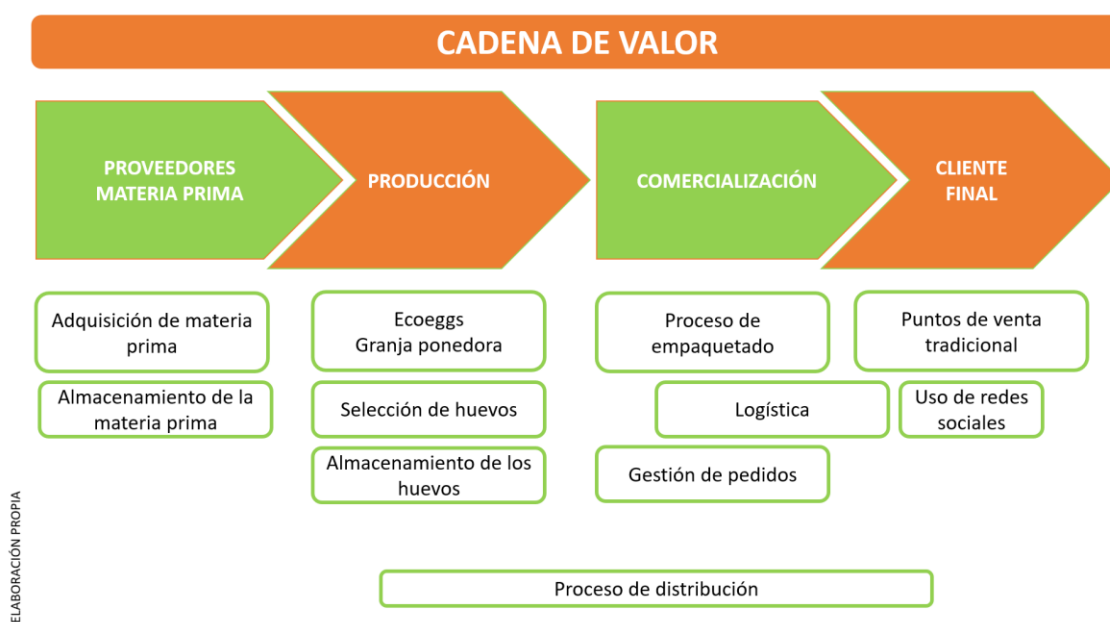 CADENA DE VALOR
PROVEEDORES
MATERIA PRIMA
PRODUCCIÓN
COMERCIALIZACIÓN
CLIENTE
FINAL
Adquisición de materia
prima
Almacenamiento de la
materia prima
Ecoeggs
Granja ponedora
Selección de huevos
Almacenamiento de los
huevos
Proceso de
empaquetado
Logística
Gestión de pedidos
Puntos de venta
tradicional
Uso de redes
sociales
Proceso de distribución
ELABORACIÓN PROPIA